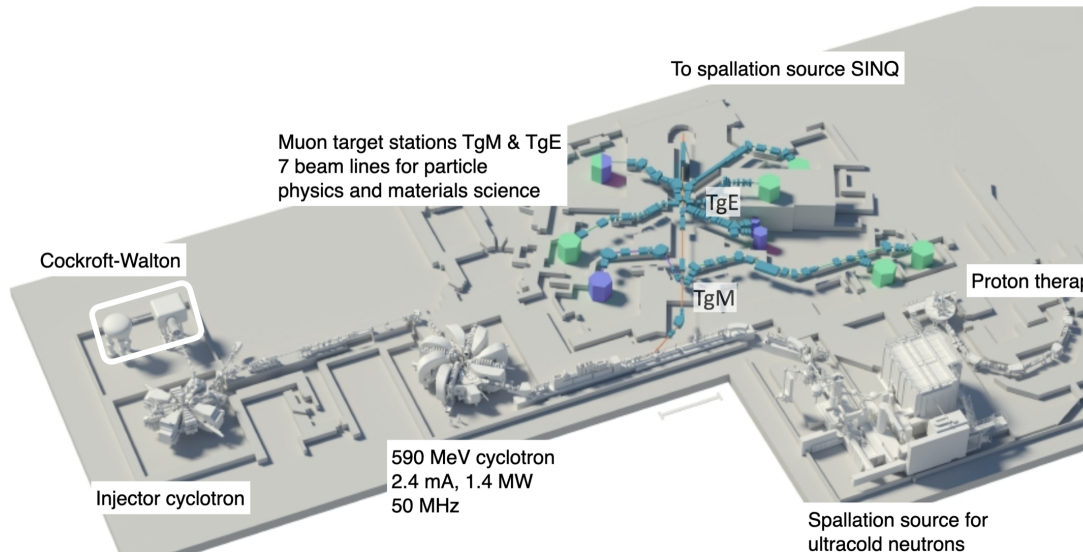 To spallation source SINQ
Muon target stations TgM & TgE
7 beam lines for particle
physics and materials science
TgE
Cockroft-Walton
TgM
Proton therap
590 MeV cyclotron
2.4 mA, 1.4 MW
50 MHz
Injector cyclotron
Spallation source for
ultracold neutrons